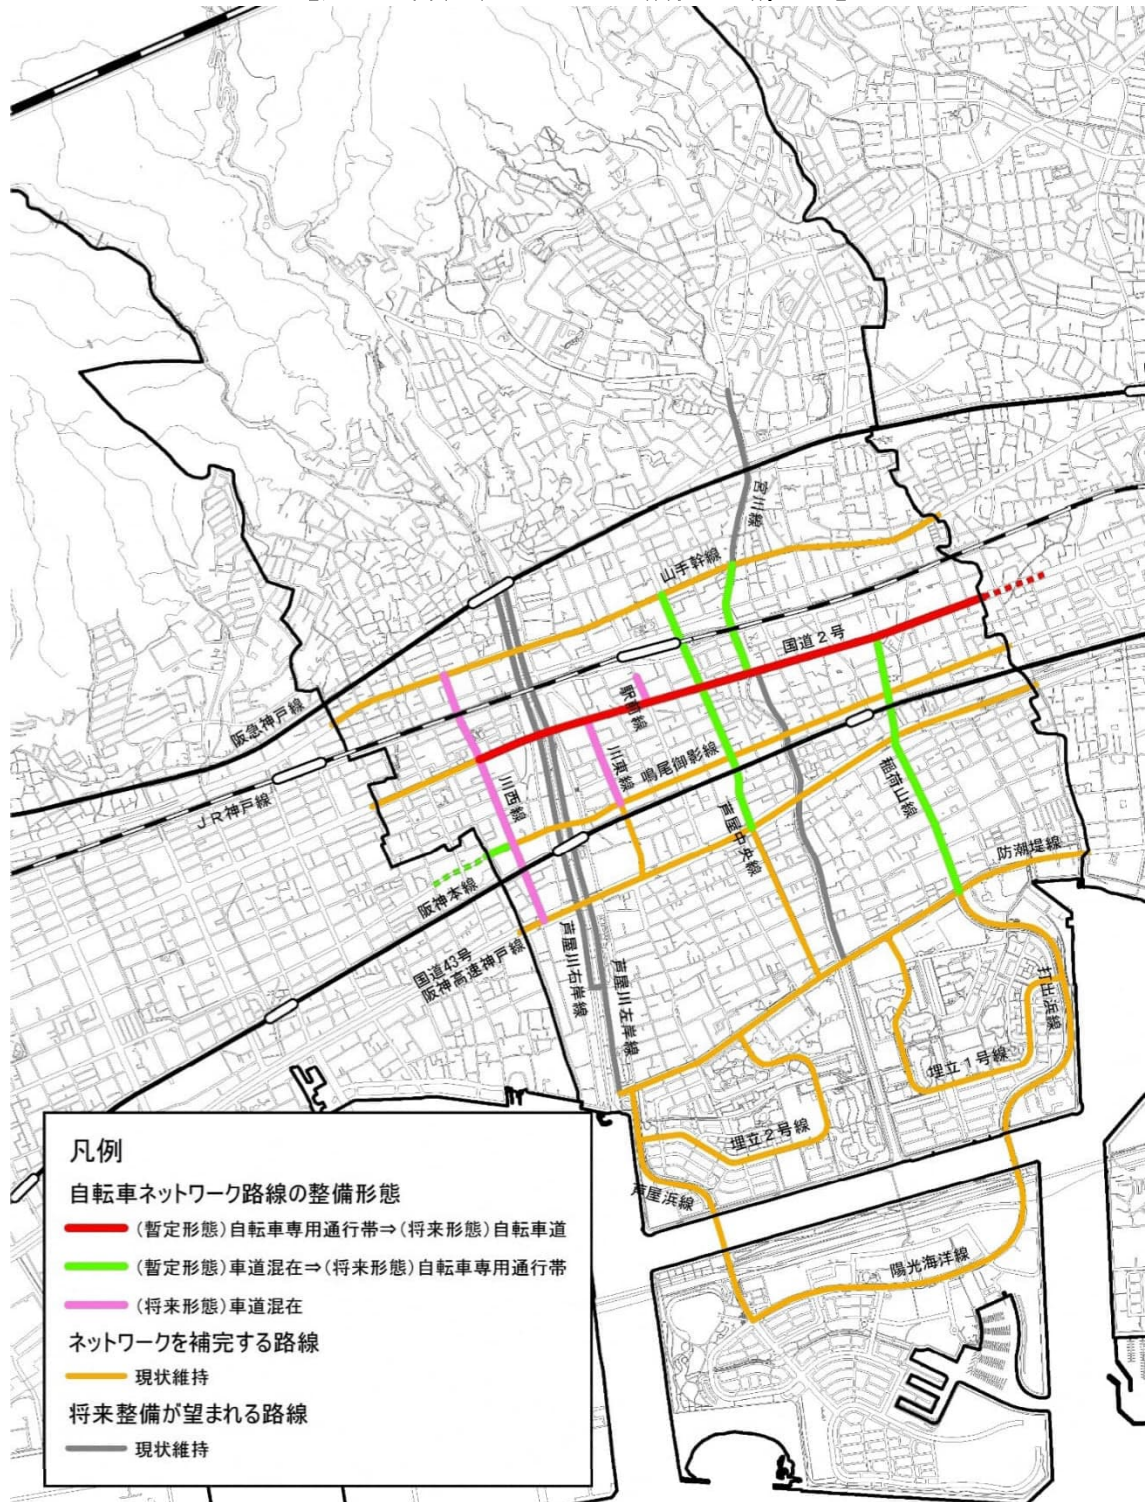 宮川線
山手幹線
国道２号
阪急神戸線
駅前線
ＪＲ神戸線
川東線
鳴尾御影線
川西線
稲荷山線
芦屋中央線
防潮堤線
阪神本線
国道43号
阪神高速神戸線
芦屋川右岸線
芦屋川左岸線
打出浜線
埋立１号線
埋立２号線
芦屋浜線
陽光海洋線
凡例
自転車ネットワーク路線の整備形態
(暫定形態)自転車専用通行帯⇒(将来形態)自転車道
(暫定形態)車道混在⇒(将来形態)自転車専用通行帯
(将来形態)車道混在
ネットワークを補完する路線
現状維持
将来整備が望まれる路線
現状維持